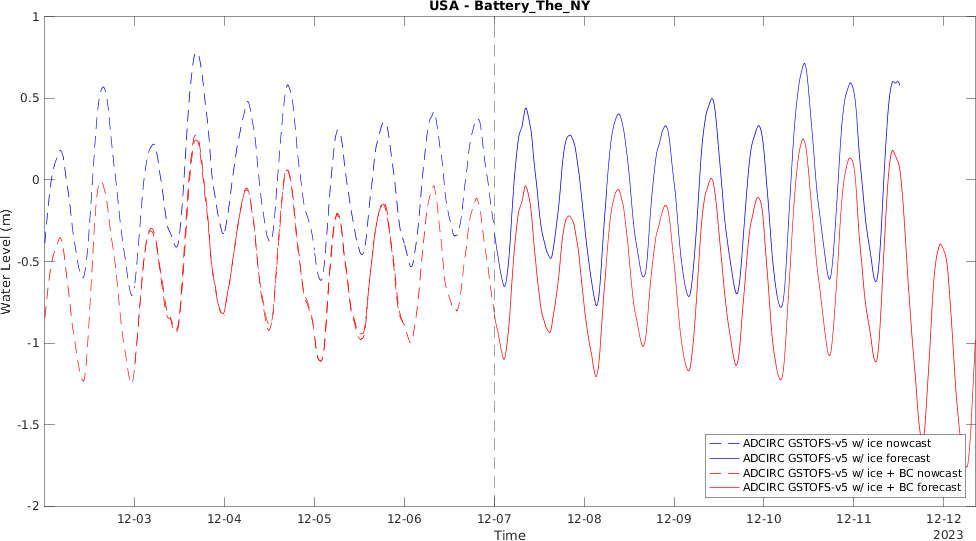 USA - Battery_The_NY
Water Level (m)
1
0.5
0
-0.5
-1
-1.5
-2
ADCIRC GSTOFS-v5 w/ ice nowcast
ADCIRC GSTOFS-v5 w/ ice forecast
ADCIRC GSTOFS-v5 w/ ice + BC nowcast
ADCIRC GSTOFS-v5 w/ ice + BC forecast
12-03 12-04 12-05 12-06 12-07 12-08 12-09 12-10 12-11 12-12
Time
2023